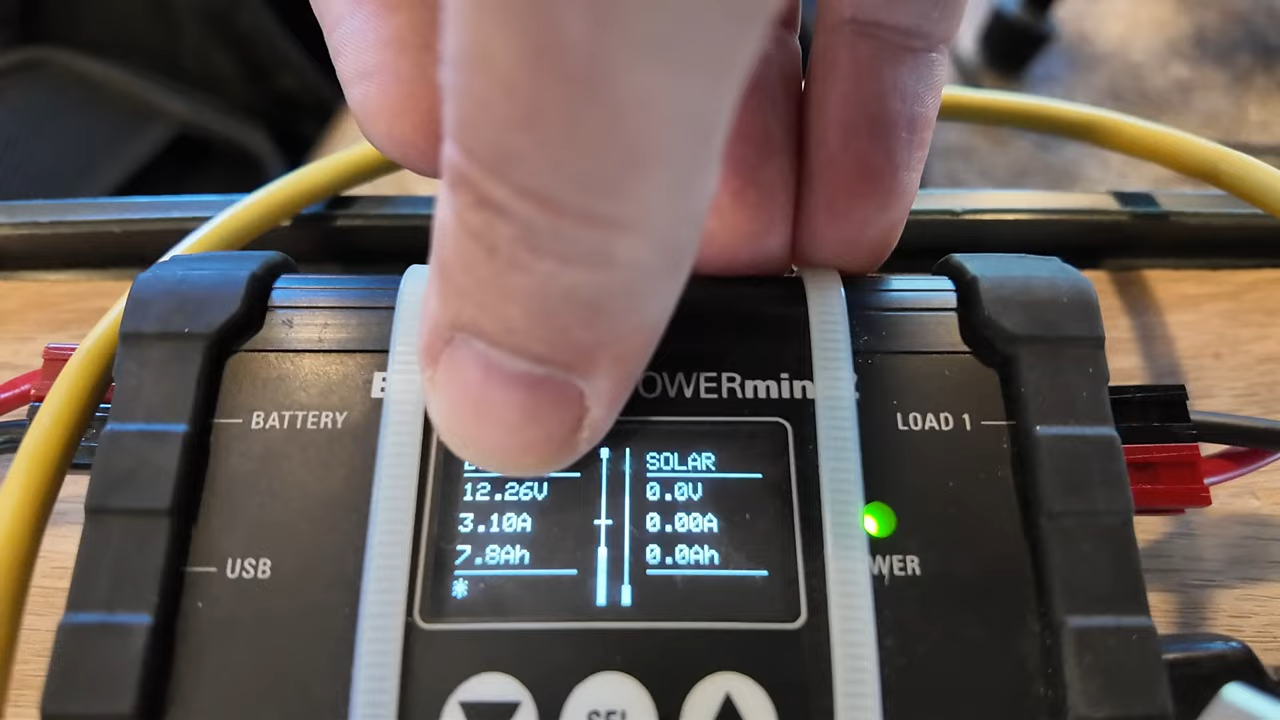 OWERmin
BATTERY
LOAD 1
SOLAR
12.26V
0.0V
3.10A
0.00A
7.8Ah
0.0Ah
*
USB
WER
SEL